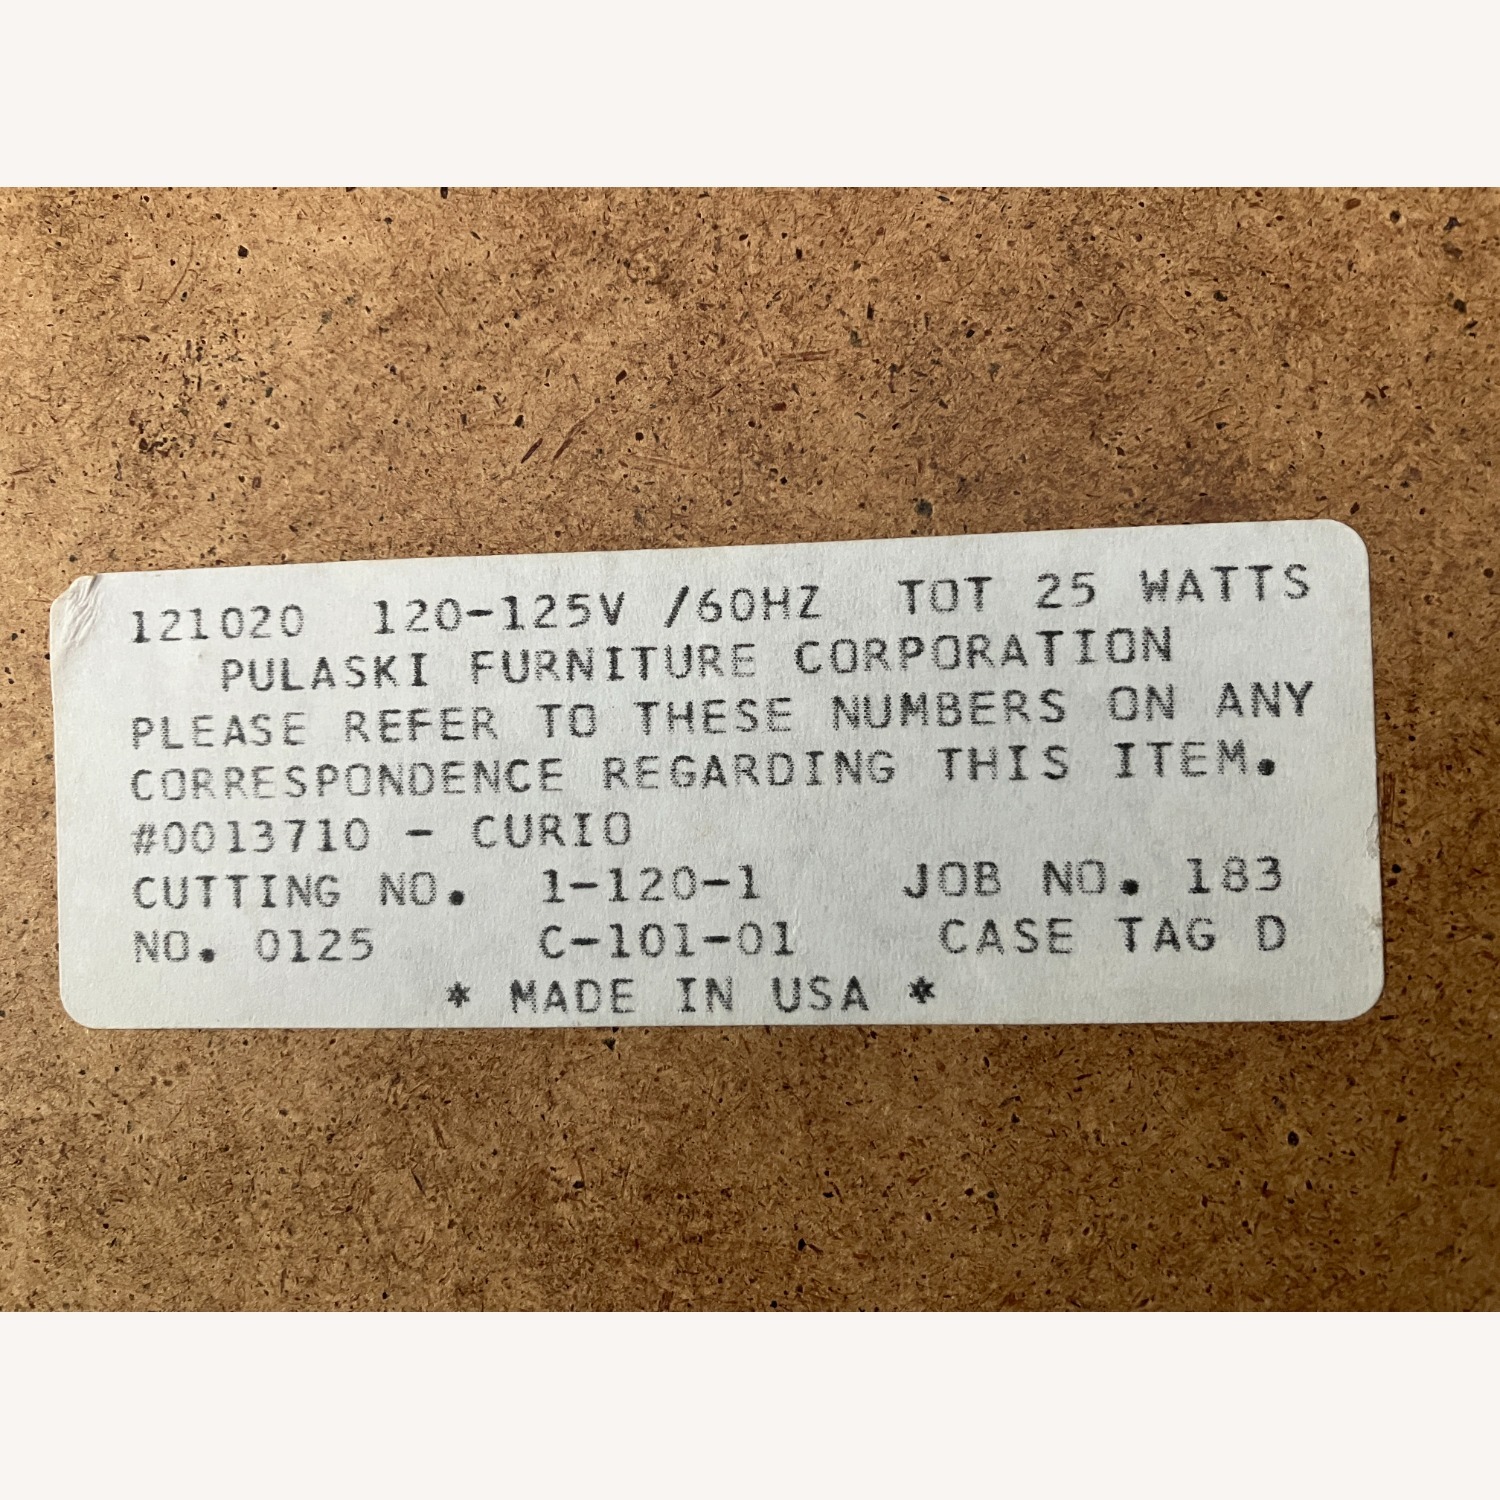 121020 120-125V /60HZ TOT 25 WATTS
PULASKI FURNITURE CORPORATION
PLEASE REFER TO THESE NUMBERS ON ANY
CORRESPONDENCE REGARDING THIS ITEM.
#0013710 - CURIO
CUTTING NO. 1-120-1 JOB NO. 183
NO. 0125 C-101-01 CASE TAG D
* MADE IN USA *